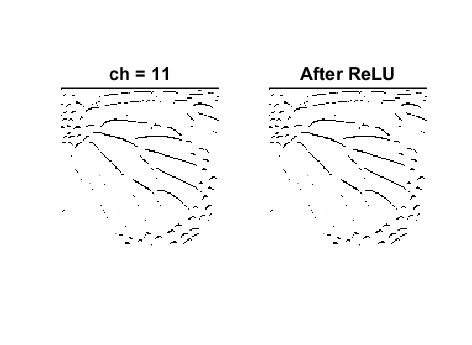 ch = 11
After ReLU